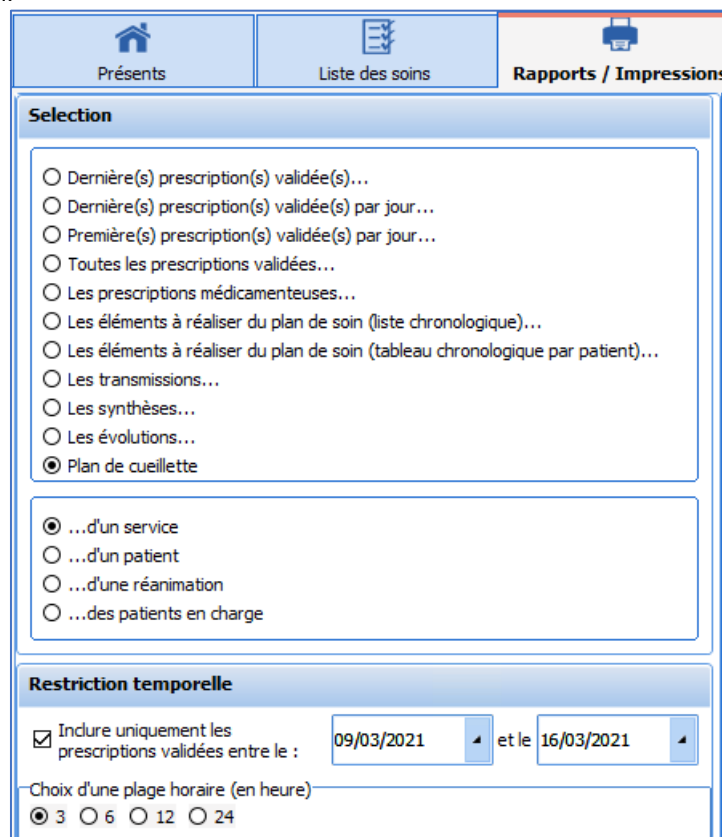 Présents
Liste des soins
Rapports / Impressions
Selection
Dernière(s) prescription(s) validée(s)...
Dernière(s) prescription(s) validée(s) par jour...
Première(s) prescription(s) validée(s) par jour...
Toutes les prescriptions validées...
Les prescriptions médicamenteuses...
Les éléments à réaliser du plan de soin (liste chronologique)...
Les éléments à réaliser du plan de soin (tableau chronologique par patient)...
Les transmissions...
Les synthèses...
Les évolutions...
Plan de cueillette
...d'un service
...d'un patient
...d'une réanimation
...des patients en charge
Restriction temporelle
Inclure uniquement les
prescriptions validées entre le : 09/03/2021 et le 16/03/2021
Choix d'une plage horaire (en heure)
3 6 12 24